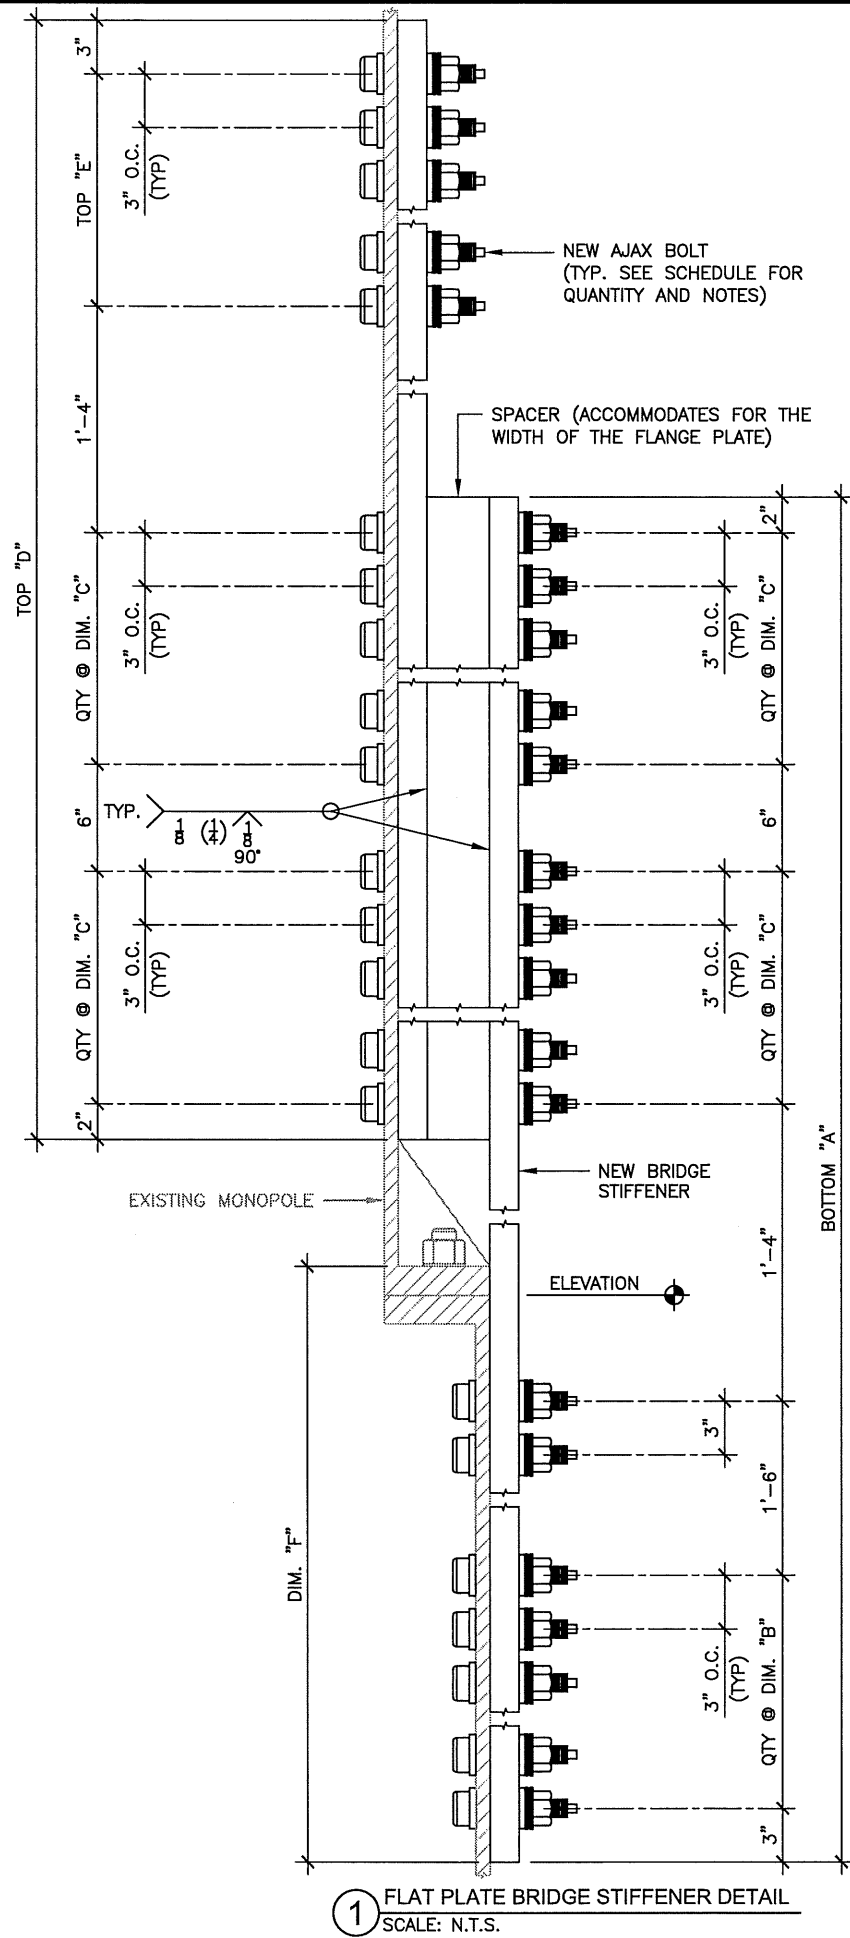 3"
TOP "E"
3" O.C.
(TYP)
NEW AJAX BOLT
(TYP. SEE SCHEDULE FOR
QUANTITY AND NOTES)
1'-4"
SPACER (ACCOMMODATES FOR THE
WIDTH OF THE FLANGE PLATE)
TOP "D"
2"
QTY @ DIM. "C"
3" O.C.
(TYP)
3" O.C.
(TYP)
QTY @ DIM. "C"
6"
TYP.
1/8 (1/4) 1/8
90°
6"
QTY @ DIM. "C"
3" O.C.
(TYP)
3" O.C.
(TYP)
QTY @ DIM. "C"
2"
NEW BRIDGE
STIFFENER
EXISTING MONOPOLE
BOTTOM "A"
1'-4"
ELEVATION
3"
1'-6"
DIM. "F"
3" O.C.
(TYP)
QTY @ DIM. "B"
3"
1
FLAT PLATE BRIDGE STIFFENER DETAIL
SCALE: N.T.S.